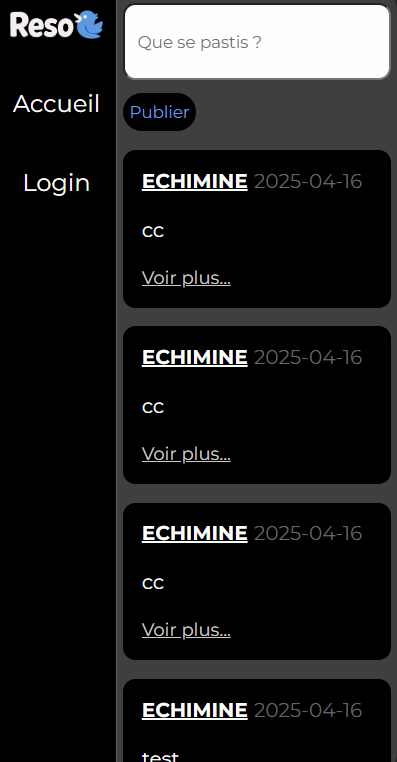 Reso
Accueil
Login
Que se pastis ?
Publier
ECHIMINE 2025-04-16
cc
Voir plus...
ECHIMINE 2025-04-16
cc
Voir plus...
ECHIMINE 2025-04-16
cc
Voir plus...
ECHIMINE 2025-04-16
test